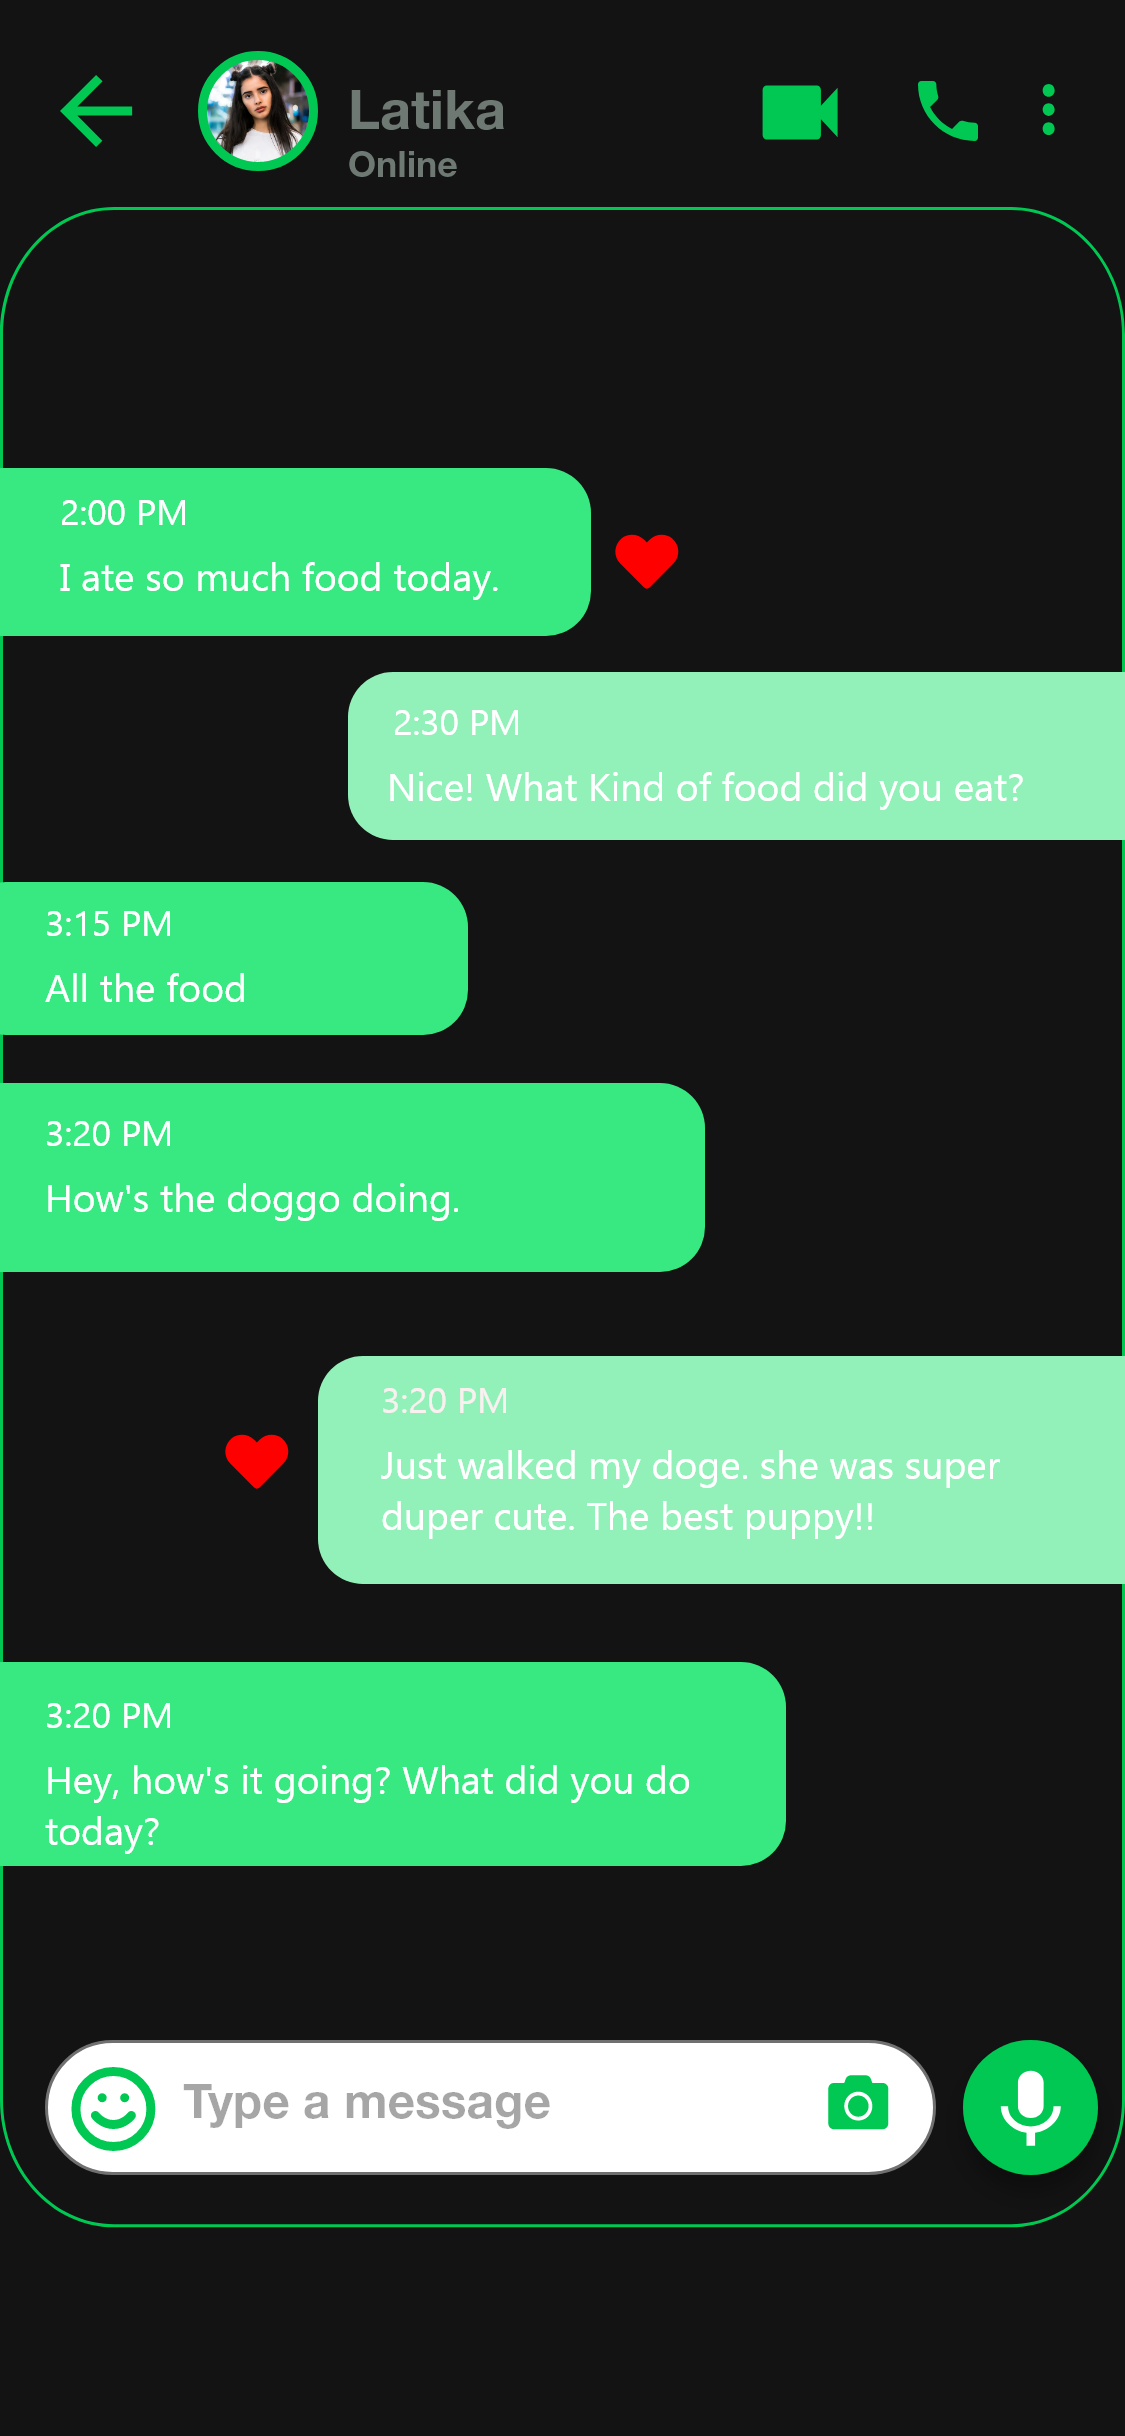 Latika
Online
2:00 PM
I ate so much food today.
2:30 PM
Nice! What Kind of food did you eat?
3:15 PM
All the food
3:20 PM
How's the doggo doing.
3:20 PM
Just walked my doge. she was super
duper cute. The best puppy!!
3:20 PM
Hey, how's it going? What did you do
today?
Type a message